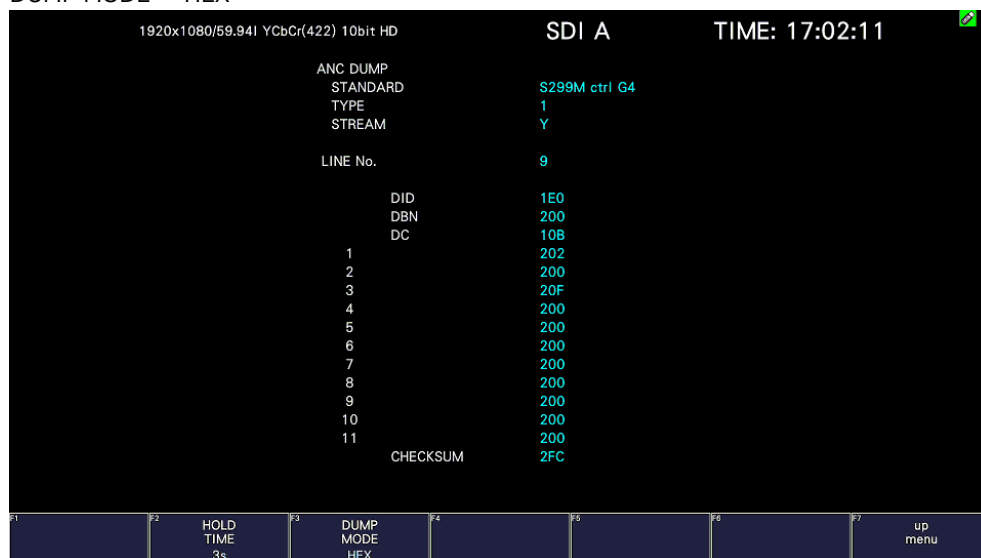 1920x1080/59.94I YCbCr(422) 10bit HD SDI A TIME: 17:02:11
ANC DUMP
STANDARD S299M ctrl G4
TYPE 1
STREAM Y
LINE No. 9
DID 1E0
DBN 200
DC 10B
1 202
2 200
3 20F
4 200
5 200
6 200
7 200
8 200
9 200
10 200
11 200
CHECKSUM 2FC
F1 F2 HOLD TIME 3s F3 DUMP MODE HEX F4 F5 F6 F7 up menu